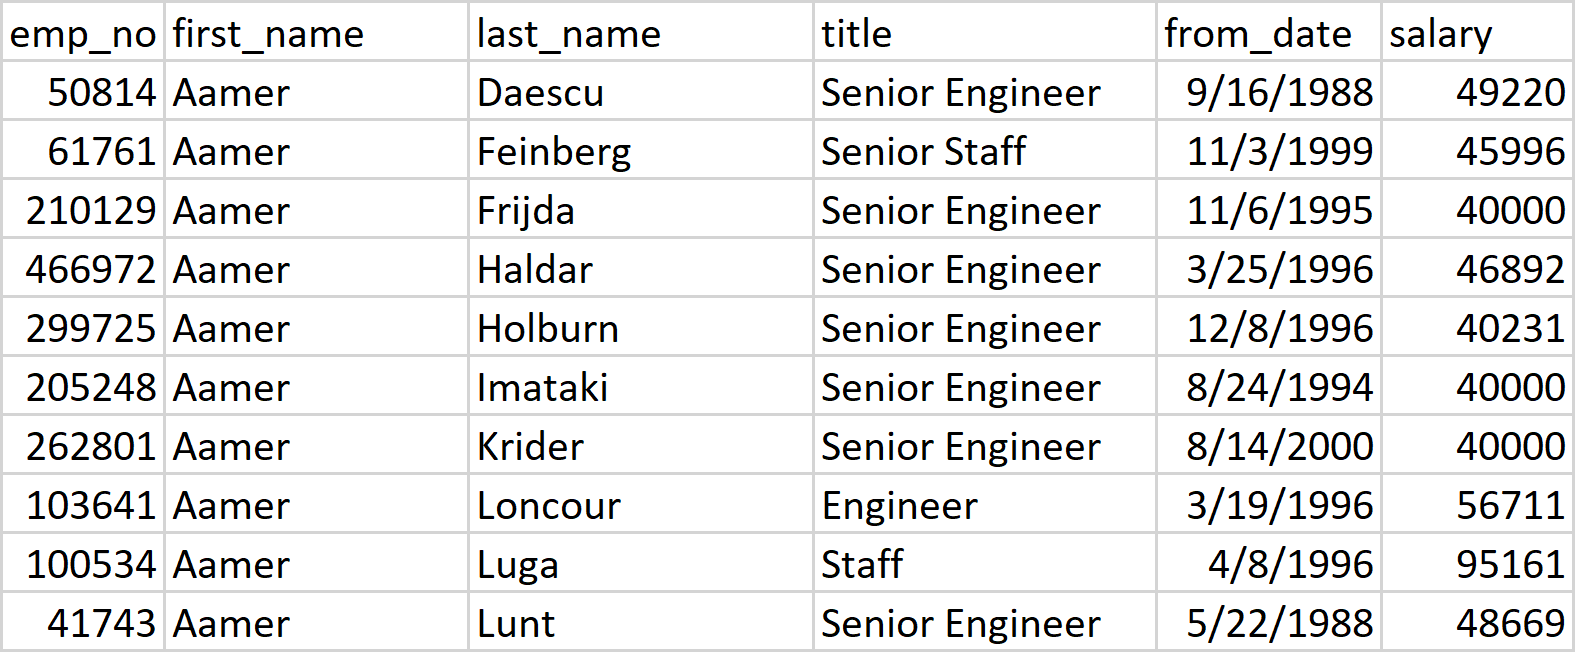 emp_no first_name last_name title from_date salary
50814 Aamer Daescu Senior Engineer 9/16/1988 49220
61761 Aamer Feinberg Senior Staff 11/3/1999 45996
210129 Aamer Frijda Senior Engineer 11/6/1995 40000
466972 Aamer Haldar Senior Engineer 3/25/1996 46892
299725 Aamer Holburn Senior Engineer 12/8/1996 40231
205248 Aamer Imataki Senior Engineer 8/24/1994 40000
262801 Aamer Krider Senior Engineer 8/14/2000 40000
103641 Aamer Loncour Engineer 3/19/1996 56711
100534 Aamer Luga Staff 4/8/1996 95161
41743 Aamer Lunt Senior Engineer 5/22/1988 48669